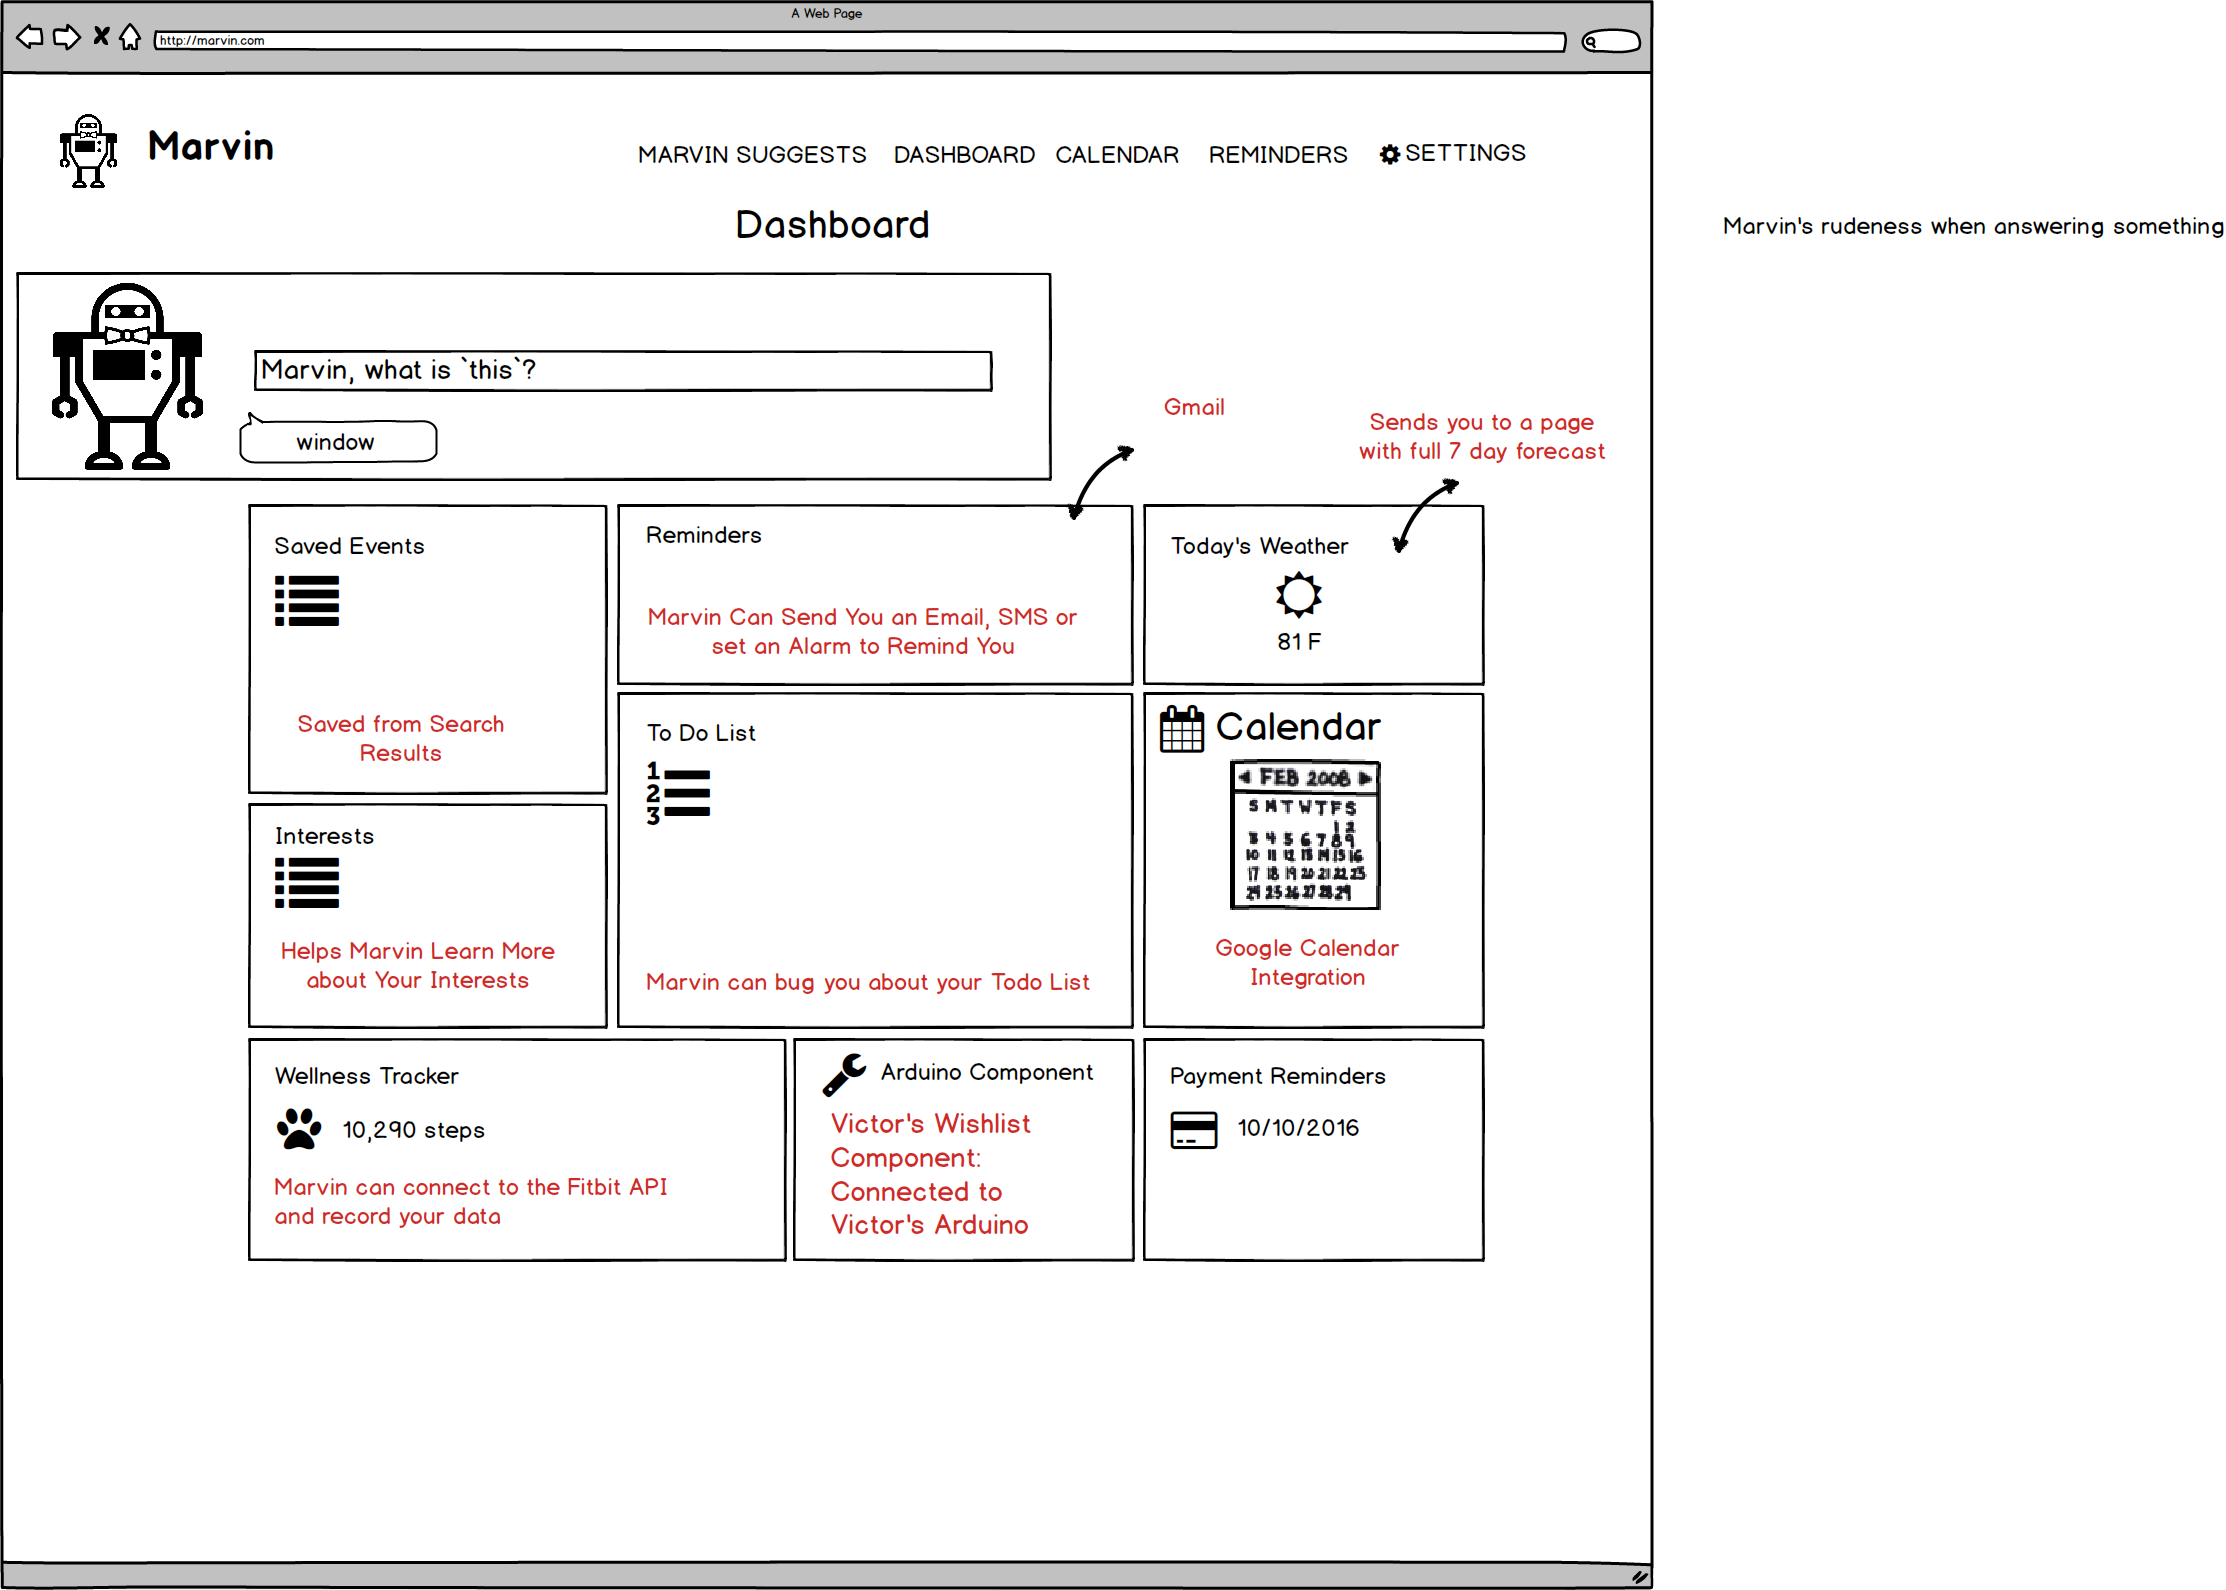 A Web Page
http://marvin.com
Marvin
MARVIN SUGGESTS DASHBOARD CALENDAR REMINDERS SETTINGS
Dashboard
Marvin's rudeness when answering something
Marvin, what is `this`?
window
Gmail
Sends you to a page
with full 7 day forecast
Saved Events
Saved from Search
Results
Reminders
Marvin Can Send You an Email, SMS or
set an Alarm to Remind You
Today's Weather
81 F
Interests
Helps Marvin Learn More
about Your Interests
To Do List
1
2
3
Marvin can bug you about your Todo List
Calendar
FEB 2008
S M T W T F S
1 2
3 4 5 6 7 8 9
10 11 12 13 14 15 16
17 18 19 20 21 22 23
24 25 26 27 28 29
Google Calendar
Integration
Wellness Tracker
10,290 steps
Marvin can connect to the Fitbit API
and record your data
Arduino Component
Victor's Wishlist
Component:
Connected to
Victor's Arduino
Payment Reminders
10/10/2016